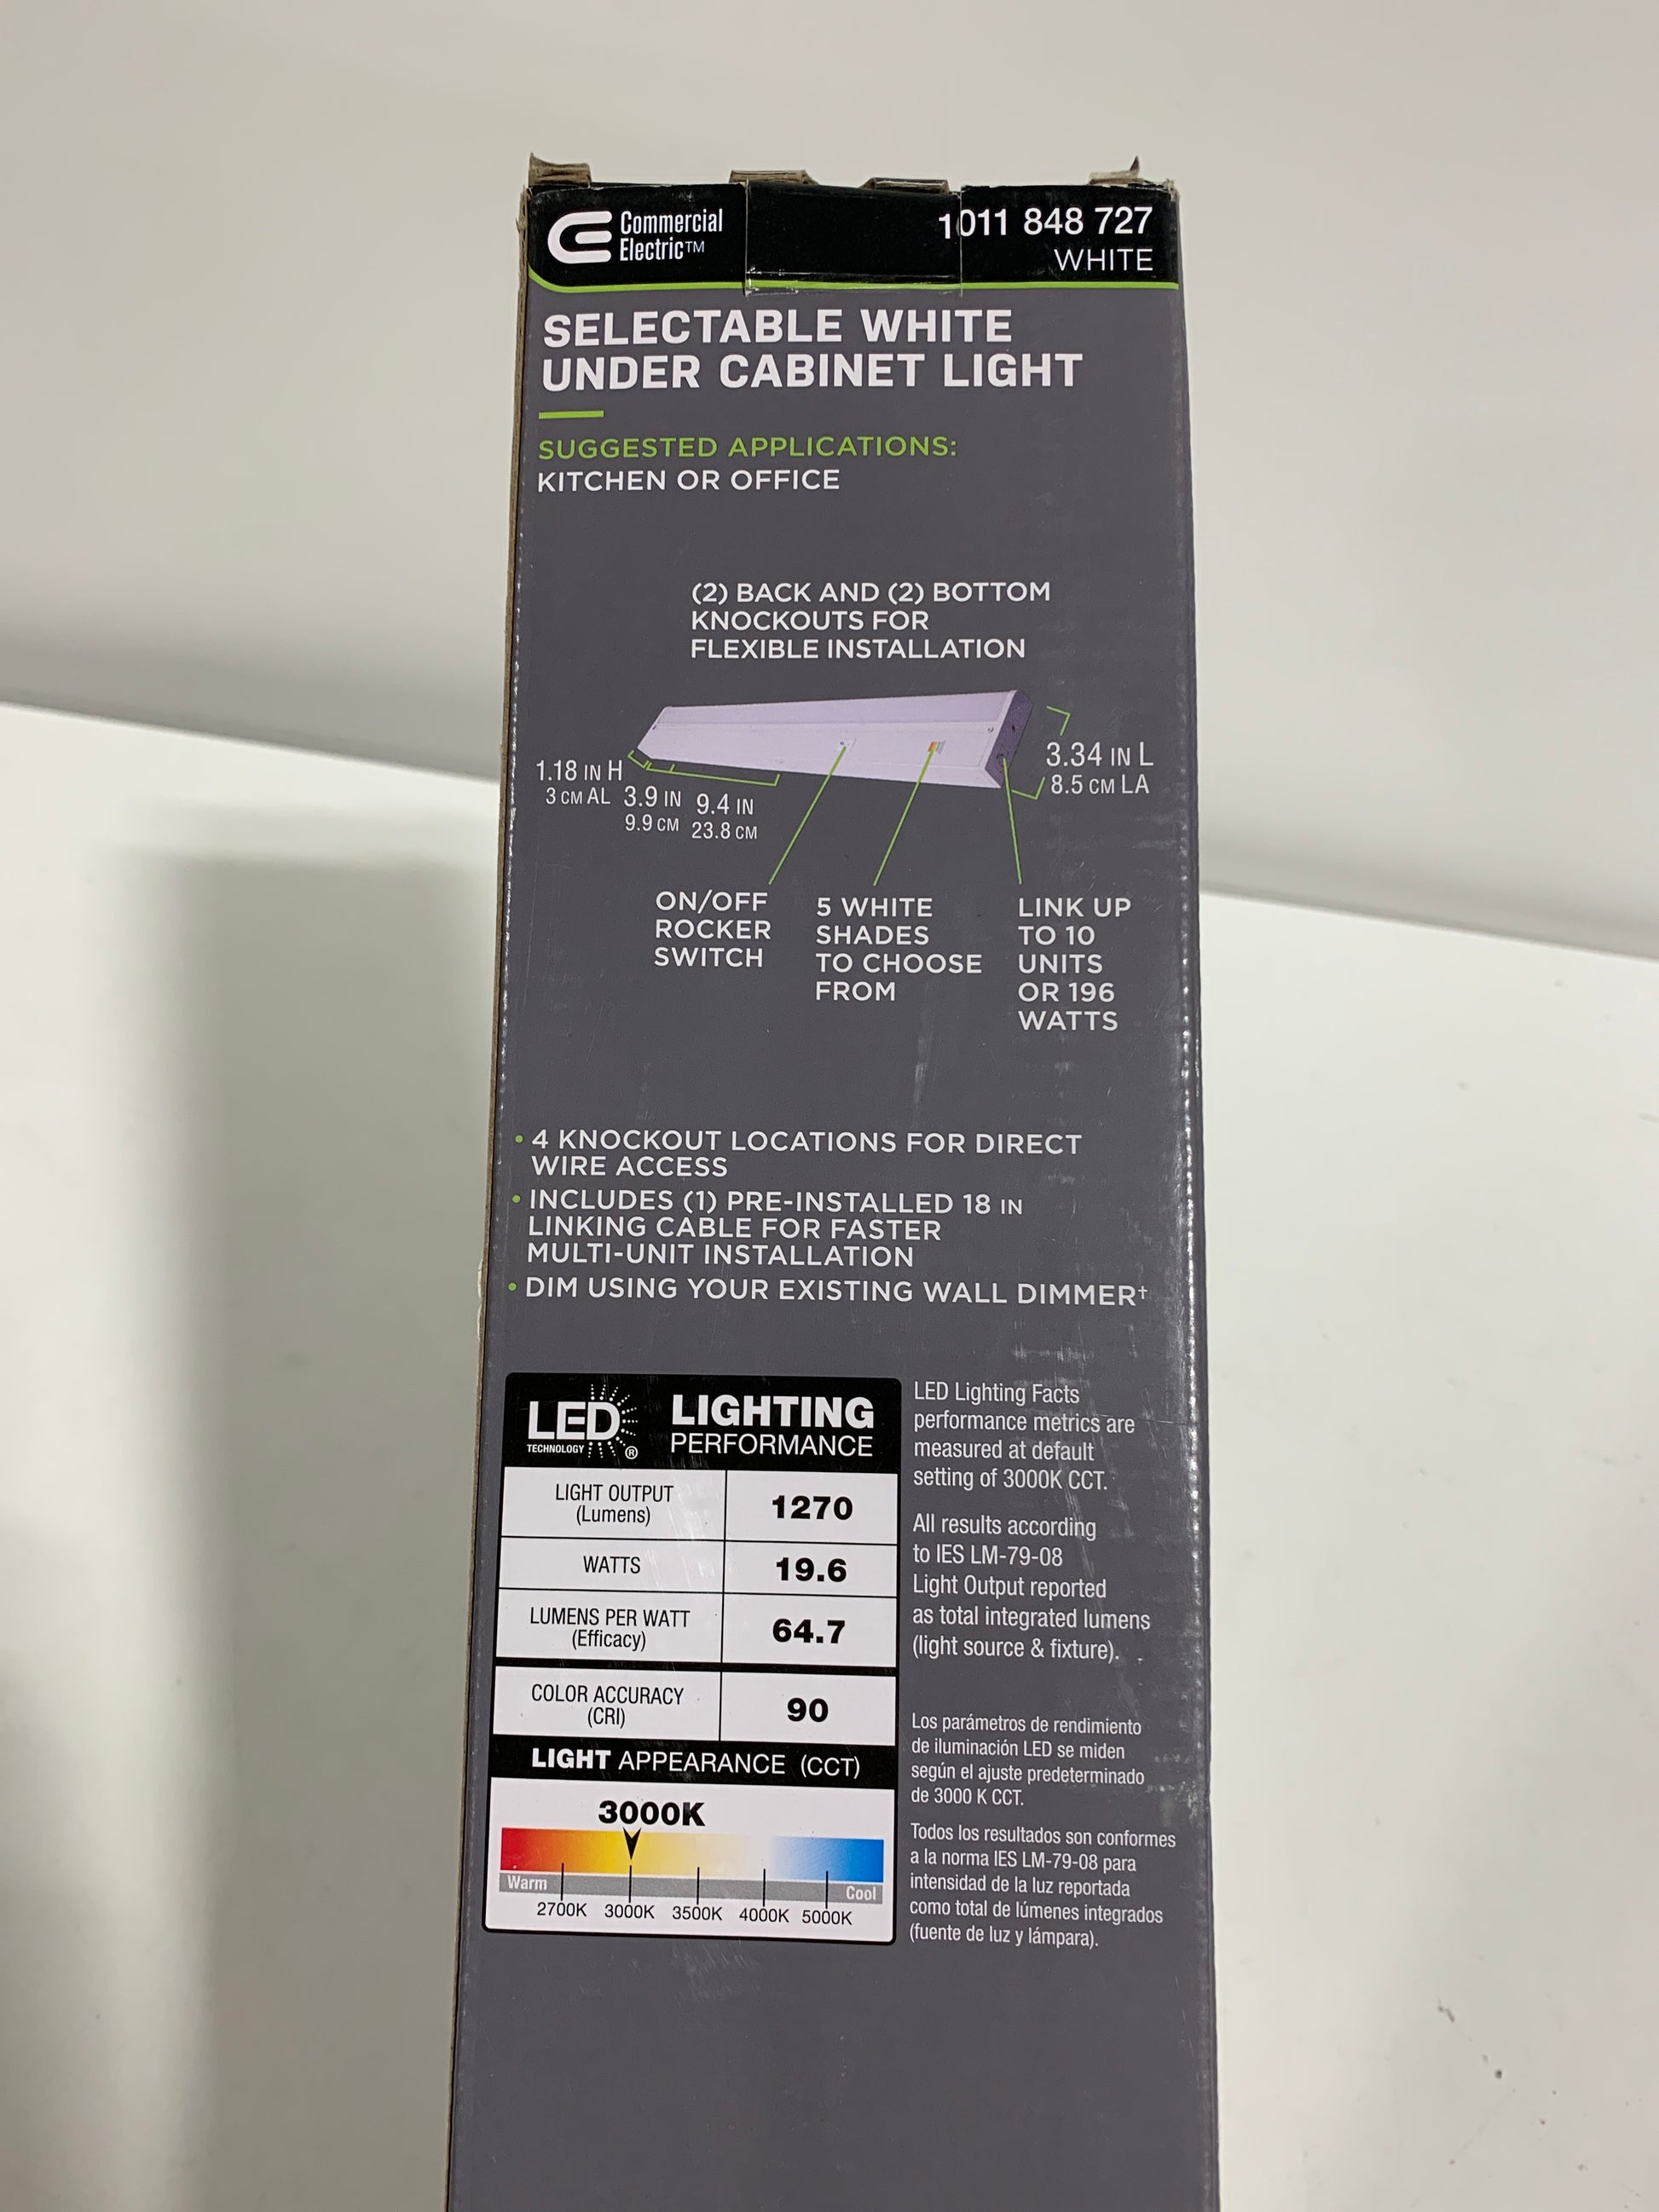 Commercial
Electric™
1011 848 727
WHITE
SELECTABLE WHITE
UNDER CABINET LIGHT
SUGGESTED APPLICATIONS:
KITCHEN OR OFFICE
(2) BACK AND (2) BOTTOM
KNOCKOUTS FOR
FLEXIBLE INSTALLATION
1.18 IN H
3 CM AL
3.9 IN
9.9 CM
9.4 IN
23.8 CM
3.34 IN L
8.5 CM LA
ON/OFF
ROCKER
SWITCH
5 WHITE
SHADES
TO CHOOSE
FROM
LINK UP
TO 10
UNITS
OR 196
WATTS
• 4 KNOCKOUT LOCATIONS FOR DIRECT
WIRE ACCESS
• INCLUDES (1) PRE-INSTALLED 18 IN
LINKING CABLE FOR FASTER
MULTI-UNIT INSTALLATION
• DIM USING YOUR EXISTING WALL DIMMER†
LED
TECHNOLOGY ®
LIGHTING
PERFORMANCE
LIGHT OUTPUT
(Lumens)
1270
WATTS
19.6
LUMENS PER WATT
(Efficacy)
64.7
COLOR ACCURACY
(CRI)
90
LIGHT APPEARANCE (CCT)
3000K
Warm
Cool
2700K 3000K 3500K 4000K 5000K
LED Lighting Facts
performance metrics are
measured at default
setting of 3000K CCT.
All results according
to IES LM-79-08
Light Output reported
as total integrated lumens
(light source & fixture).
Los parámetros de rendimiento
de iluminación LED se miden
según el ajuste predeterminado
de 3000 K CCT.
Todos los resultados son conformes
a la norma IES LM-79-08 para
intensidad de la luz reportada
como total de lúmenes integrados
(fuente de luz y lámpara).